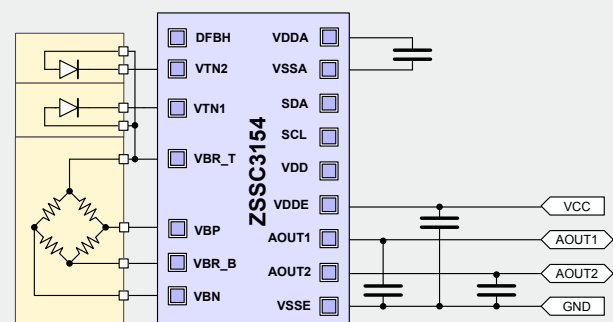 DFBH
VTN2
VTN1
VBR_T
VBP
VBR_B
VBN
ZSSC3154
VDDA
VSSA
SDA
SCL
VDD
VDDE
AOUT1
AOUT2
VSSE
VCC
AOUT1
AOUT2
GND